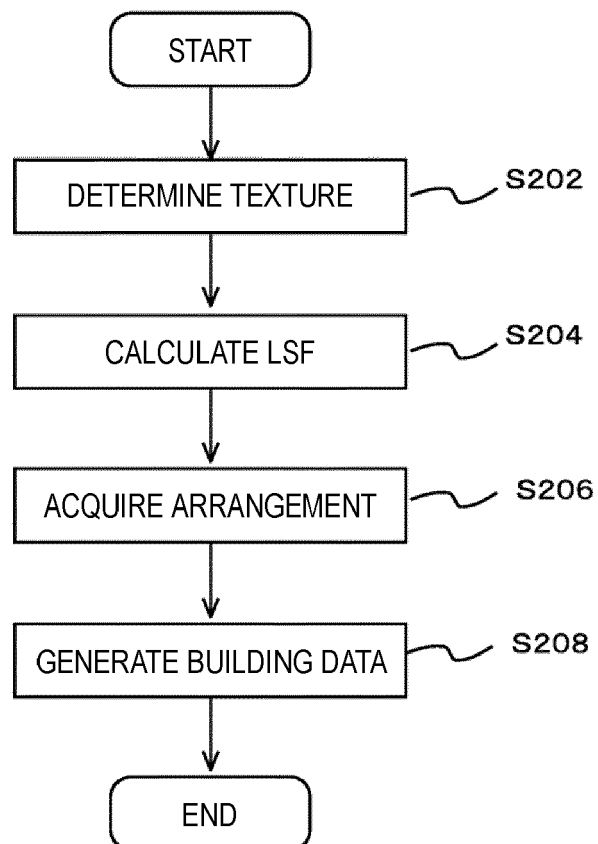 START
DETERMINE TEXTURE
S202
CALCULATE LSF
S204
ACQUIRE ARRANGEMENT
S206
GENERATE BUILDING DATA
S208
END